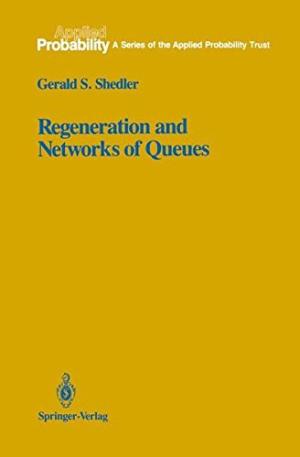 Applied
Probability A Series of the Applied Probability Trust
Gerald S. Shedler
Regeneration and
Networks of Queues
Springer-Verlag